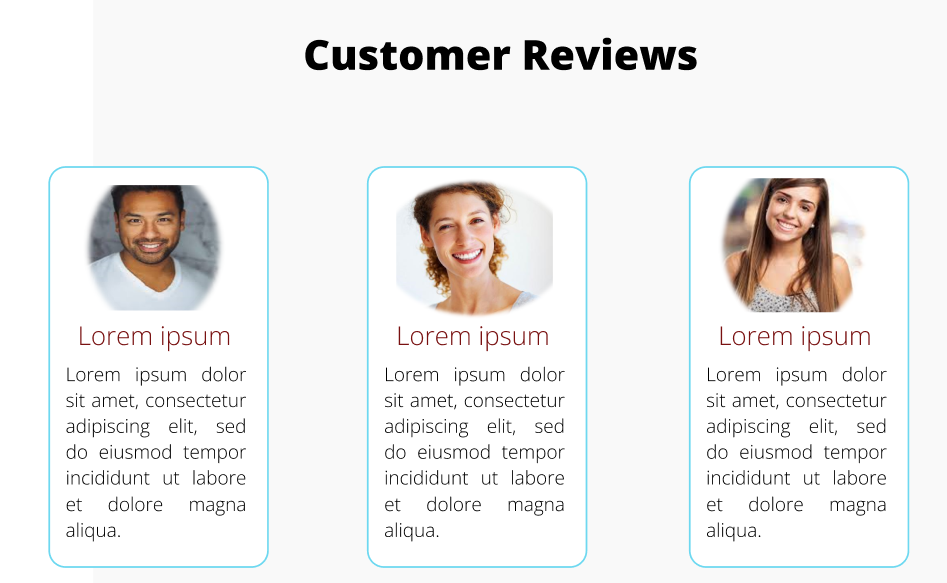 Customer Reviews
Lorem ipsum
Lorem ipsum dolor
sit amet, consectetur
adipiscing elit, sed
do eiusmod tempor
incididunt ut labore
et dolore magna
aliqua.
Lorem ipsum
Lorem ipsum dolor
sit amet, consectetur
adipiscing elit, sed
do eiusmod tempor
incididunt ut labore
et dolore magna
aliqua.
Lorem ipsum
Lorem ipsum dolor
sit amet, consectetur
adipiscing elit, sed
do eiusmod tempor
incididunt ut labore
et dolore magna
aliqua.